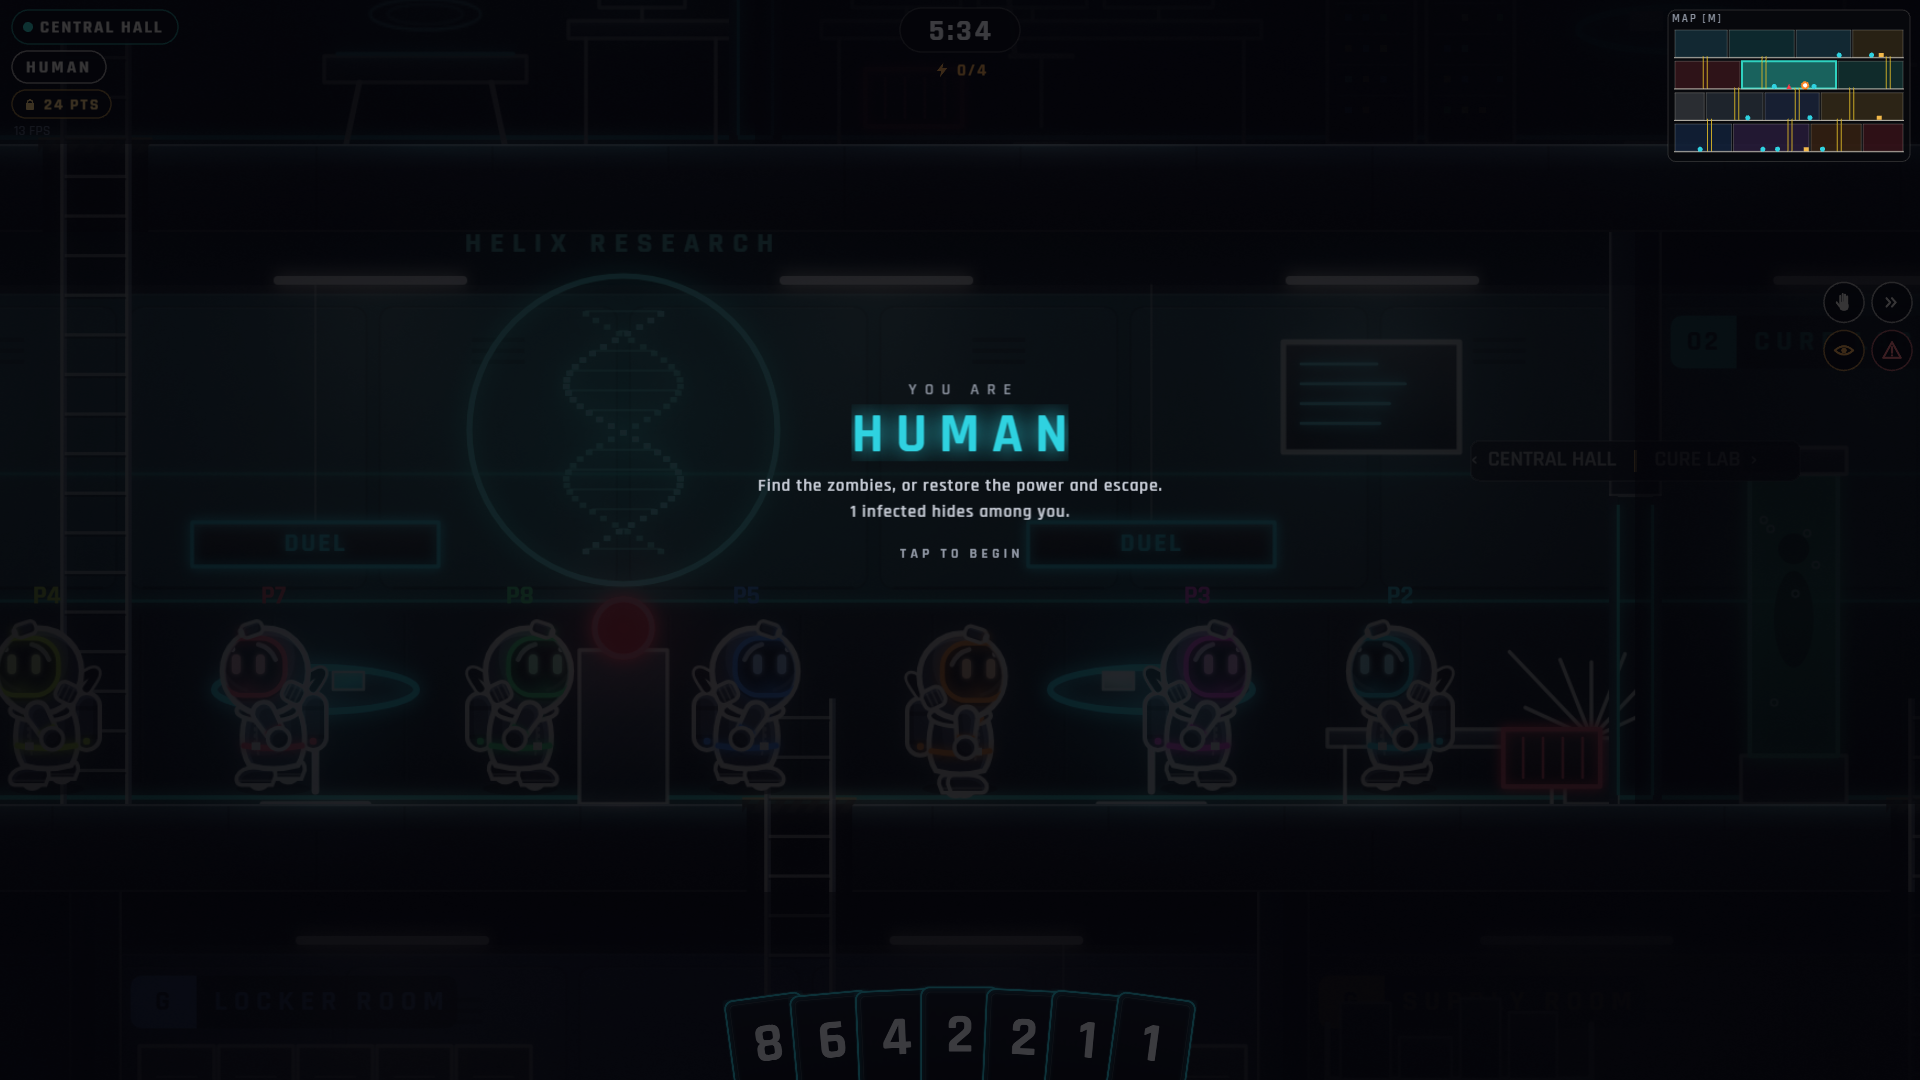 CENTRAL HALL
HUMAN
24 PTS
13 FPS
5:34
0/4
MAP [M]
HELIX RESEARCH
02 CURE
YOU ARE
HUMAN
Find the zombies, or restore the power and escape.
1 infected hides among you.
TAP TO BEGIN
‹ CENTRAL HALL | CURE LAB ›
DUEL
DUEL
P4
P7
P8
P5
P3
P2
G LOCKER ROOM
8 6 4 2 2 1 1